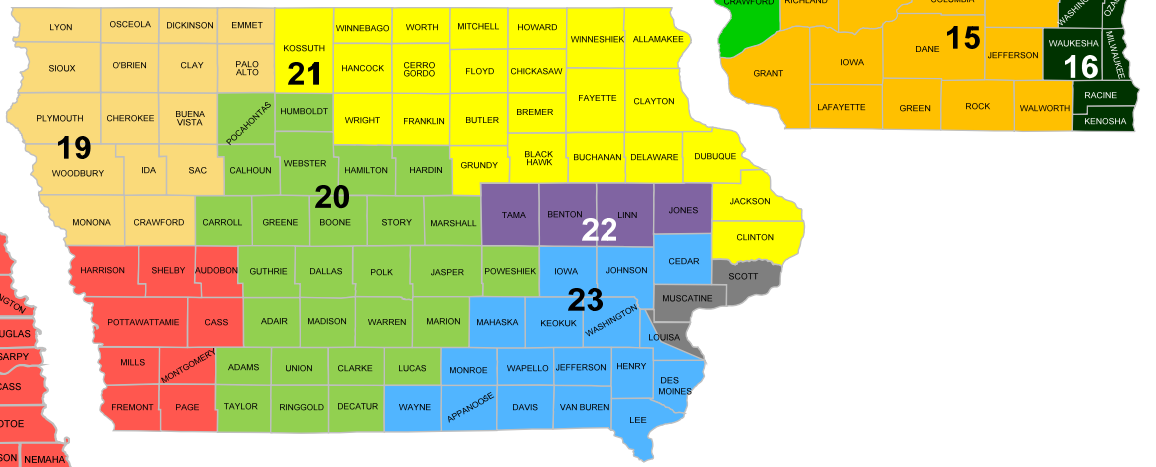 CRAWFORD
RICHLAND
COLUMBIA
WASHING
OZA
LYON
OSCEOLA
DICKINSON
EMMET
WINNEBAGO
WORTH
MITCHELL
HOWARD
WINNESHIEK
ALLAMAKEE
KOSSUTH
21
SIOUX
O'BRIEN
CLAY
PALO
ALTO
HANCOCK
CERRO
GORDO
FLOYD
CHICKASAW
GRANT
IOWA
DANE
15
JEFFERSON
WAUKESHA
16
MILWAUKEE
PLYMOUTH
CHEROKEE
BUENA
VISTA
POCAHONTAS
HUMBOLDT
WRIGHT
FRANKLIN
BUTLER
BREMER
FAYETTE
CLAYTON
LAFAYETTE
GREEN
ROCK
WALWORTH
RACINE
KENOSHA
19
WOODBURY
IDA
SAC
CALHOUN
WEBSTER
HAMILTON
HARDIN
GRUNDY
BLACK
HAWK
BUCHANAN
DELAWARE
DUBUQUE
20
MONONA
CRAWFORD
CARROLL
GREENE
BOONE
STORY
MARSHALL
TAMA
BENTON
LINN
22
JONES
JACKSON
CLINTON
HARRISON
SHELBY
AUDOBON
GUTHRIE
DALLAS
POLK
JASPER
POWESHIEK
IOWA
JOHNSON
CEDAR
SCOTT
23
MUSCATINE
NGTON
POTTAWATTAMIE
CASS
ADAIR
MADISON
WARREN
MARION
MAHASKA
KEOKUK
WASHINGTON
LOUISA
UGLAS
SARPY
MILLS
MONTGOMERY
ADAMS
UNION
CLARKE
LUCAS
MONROE
WAPELLO
JEFFERSON
HENRY
DES
MOINES
CASS
FREMONT
PAGE
TAYLOR
RINGGOLD
DECATUR
WAYNE
APPANOOSE
DAVIS
VAN BUREN
LEE
OTOE
SON
NEMAHA